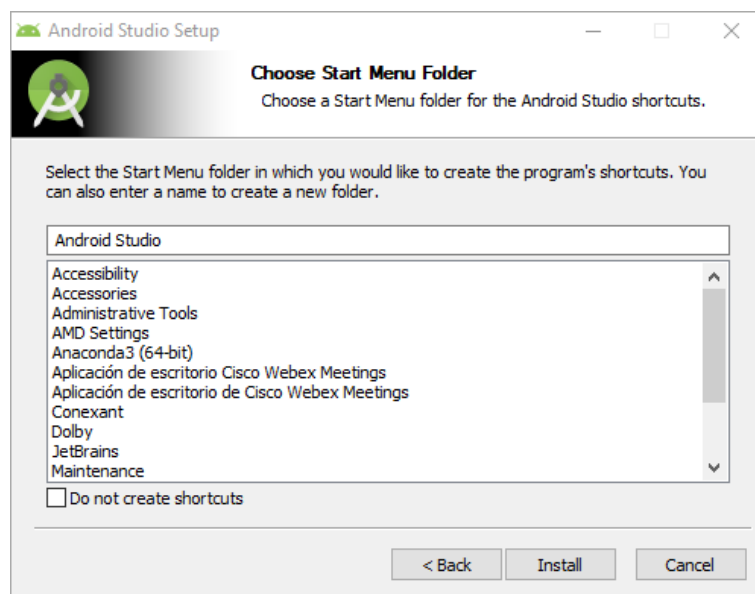 Android Studio Setup
Choose Start Menu Folder
Choose a Start Menu folder for the Android Studio shortcuts.
Select the Start Menu folder in which you would like to create the program's shortcuts. You
can also enter a name to create a new folder.
Android Studio
Accessibility
Accessories
Administrative Tools
AMD Settings
Anaconda3 (64-bit)
Aplicación de escritorio Cisco Webex Meetings
Aplicación de escritorio de Cisco Webex Meetings
Conexant
Dolby
JetBrains
Maintenance
Do not create shortcuts
< Back
Install
Cancel